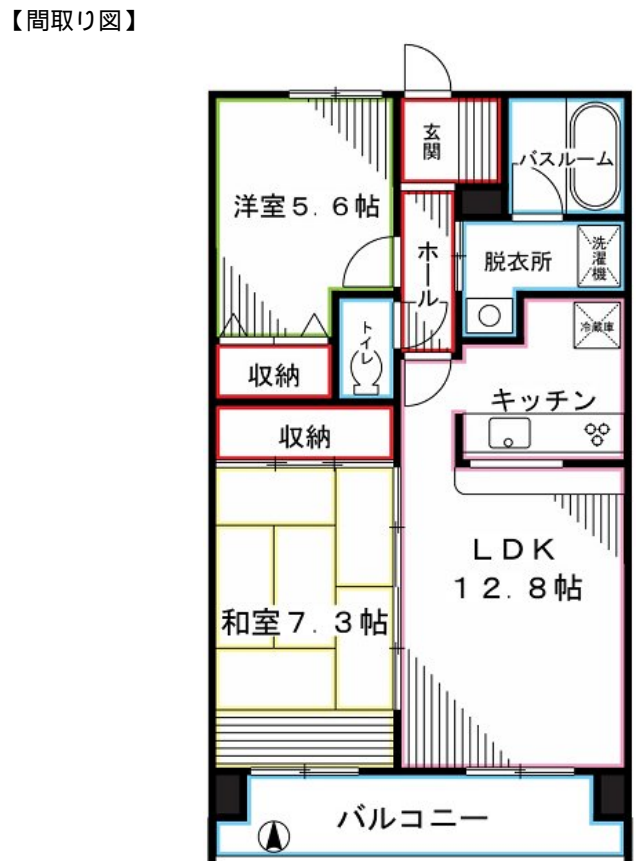 【間取り図】
玄関
バスルーム
洋室5.6帖
ホール
脱衣所
洗濯機
トイレ
冷蔵庫
収納
キッチン
収納
LDK
12.8帖
和室7.3帖
バルコニー